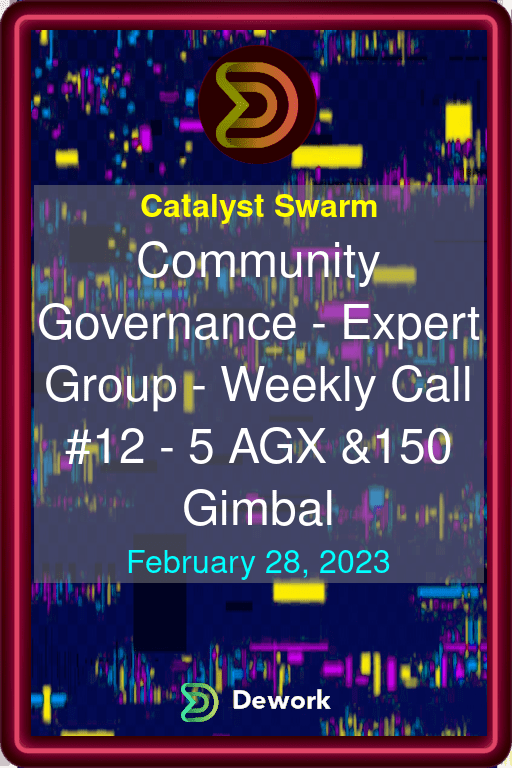 Catalyst Swarm
Community
Governance - Expert
Group - Weekly Call
#12 - 5 AGX &150
Gimbal
February 28, 2023
Dework